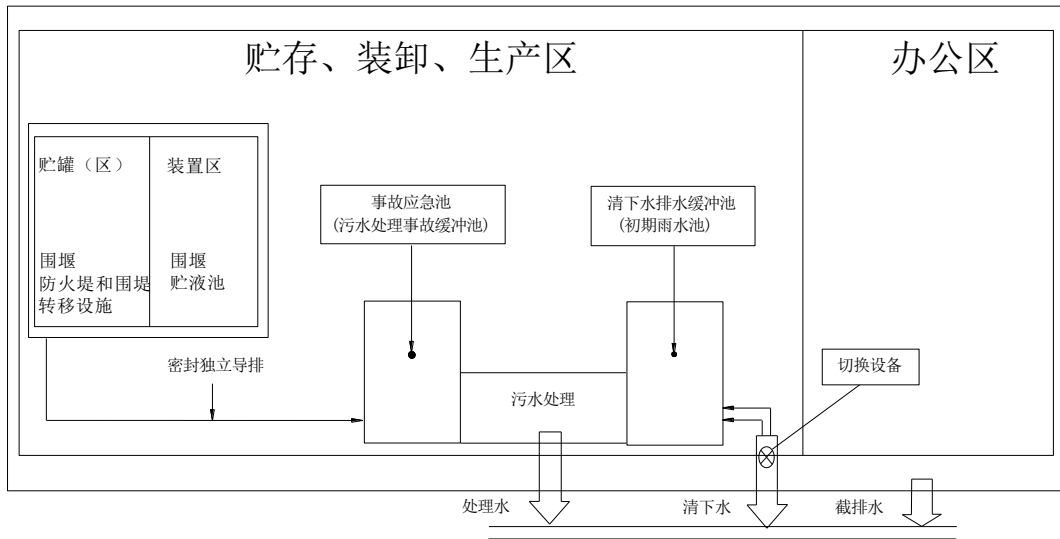 贮存、装卸、生产区
办公区
贮罐（区）
装置区
围堰
防火堤和围堤
转移设施
围堰
贮液池
事故应急池
(污水处理事故缓冲池)
清下水排水缓冲池
(初期雨水池)
密封独立导排
污水处理
切换设备
处理水
清下水
截排水